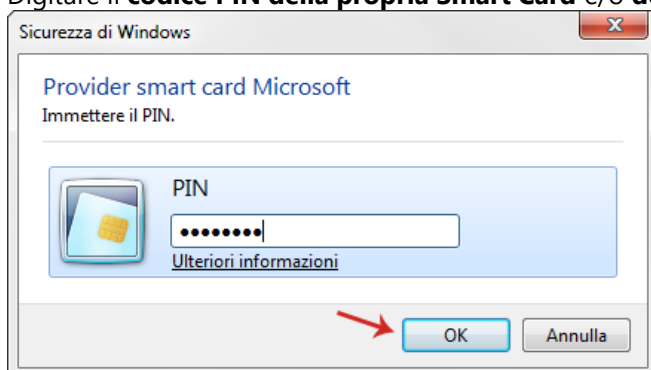 Digitare il codice PIN della propria Smart Card e/o
Sicurezza di Windows
Provider smart card Microsoft
Immettere il PIN.
PIN
••••••••
Ulteriori informazioni
OK
Annulla